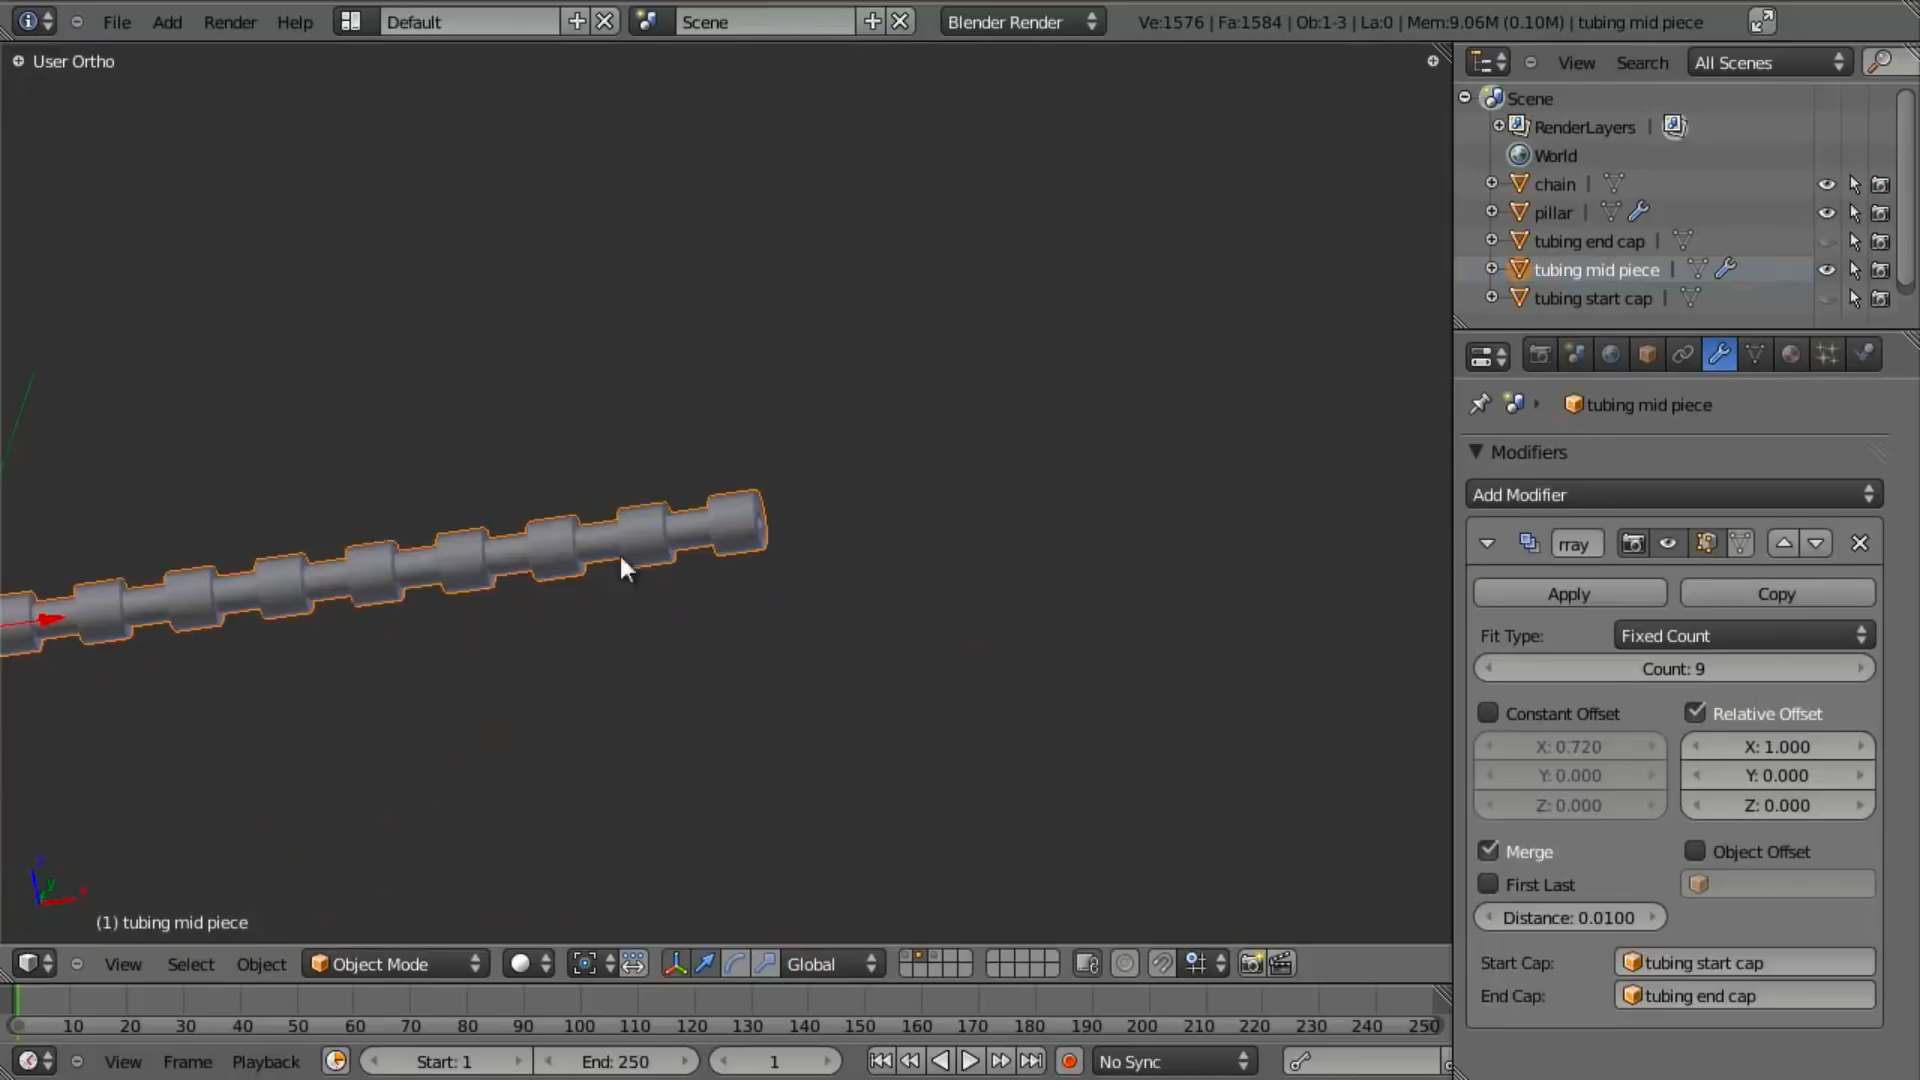 File Add Render Help Default Scene Blender Render Ve:1576 | Fa:1584 | Ob:1-3 | La:0 | Mem:9.06M (0.10M) | tubing mid piece
User Ortho
View Search All Scenes
Scene
RenderLayers |
World
chain |
pillar |
tubing end cap |
tubing mid piece |
tubing start cap |
tubing mid piece
Modifiers
Add Modifier
rray
Apply Copy
Fit Type: Fixed Count
Count: 9
Constant Offset Relative Offset
X: 0.720 X: 1.000
Y: 0.000 Y: 0.000
Z: 0.000 Z: 0.000
Merge Object Offset
First Last
Distance: 0.0100
Start Cap: tubing start cap
End Cap: tubing end cap
z
y
x
(1) tubing mid piece
View Select Object Object Mode Global
10 20 30 40 50 60 70 80 90 100 110 120 130 140 150 160 170 180 190 200 210 220 230 240 250
View Frame Playback Start: 1 End: 250 1 No Sync